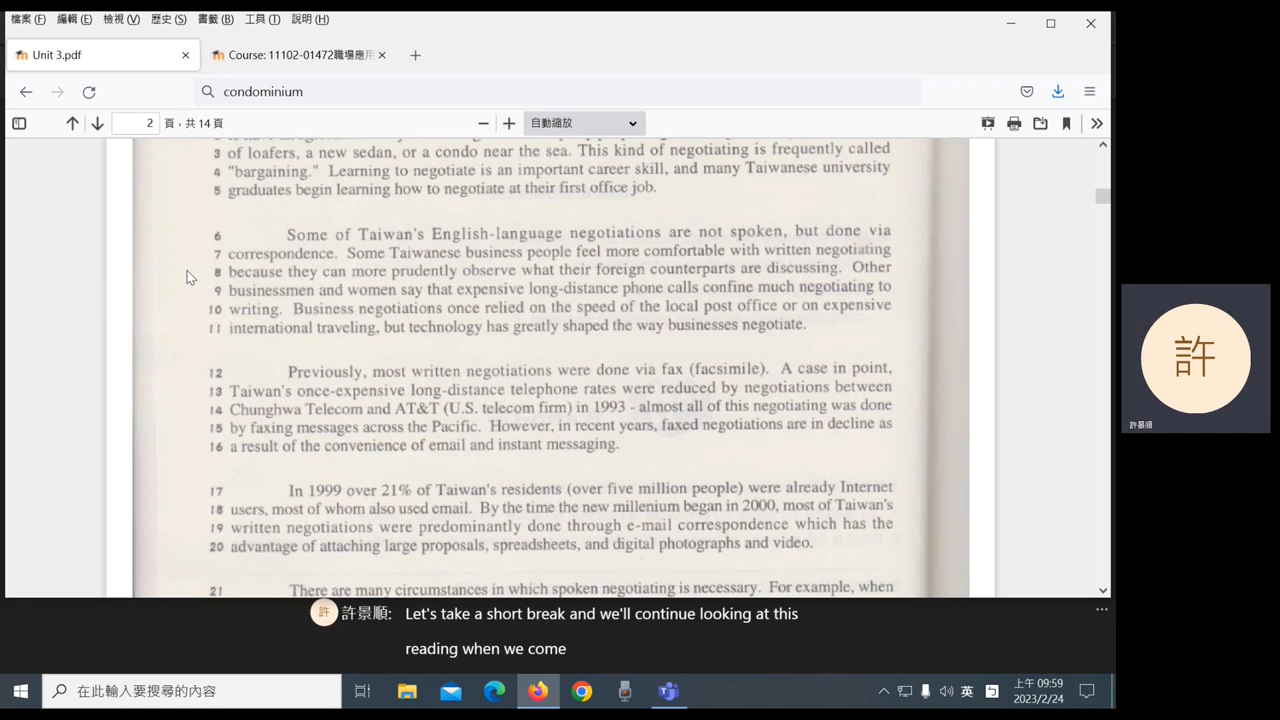 檔案 (F) 編輯(E) 檢視(V) 歷史(S) 書籤(B) 工具(T) 說明(H)
Unit 3.pdf
Course: 11102-01472職場應用
condominium
2 頁，共 14 頁
自動縮放
3 of loafers, a new sedan, or a condo near the sea. This kind of negotiating is frequently called
4 "bargaining." Learning to negotiate is an important career skill, and many Taiwanese university
5 graduates begin learning how to negotiate at their first office job.
6 Some of Taiwan's English-language negotiations are not spoken, but done via
7 correspondence. Some Taiwanese business people feel more comfortable with written negotiating
8 because they can more prudently observe what their foreign counterparts are discussing. Other
9 businessmen and women say that expensive long-distance phone calls confine much negotiating to
10 writing. Business negotiations once relied on the speed of the local post office or on expensive
11 international traveling, but technology has greatly shaped the way businesses negotiate.
12 Previously, most written negotiations were done via fax (facsimile). A case in point,
13 Taiwan's once-expensive long-distance telephone rates were reduced by negotiations between
14 Chunghwa Telecom and AT&T (U.S. telecom firm) in 1993 - almost all of this negotiating was done
15 by faxing messages across the Pacific. However, in recent years, faxed negotiations are in decline as
16 a result of the convenience of email and instant messaging.
17 In 1999 over 21% of Taiwan's residents (over five million people) were already Internet
18 users, most of whom also used email. By the time the new millenium began in 2000, most of Taiwan's
19 written negotiations were predominantly done through e-mail correspondence which has the
20 advantage of attaching large proposals, spreadsheets, and digital photographs and video.
21 There are many circumstances in which spoken negotiating is necessary. For example, when
許
許景順
許 許景順: Let's take a short break and we'll continue looking at this
reading when we come
在此輸入要搜尋的內容
英
上午 09:59
2023/2/24